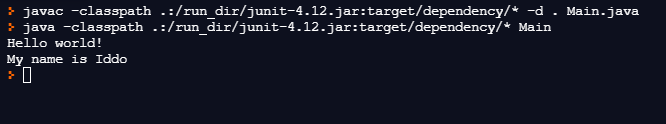 > javac -classpath .:/run_dir/junit-4.12.jar:target/dependency/* -d . Main.java
> java -classpath .:/run_dir/junit-4.12.jar:target/dependency/* Main
Hello world!
My name is Iddo
>